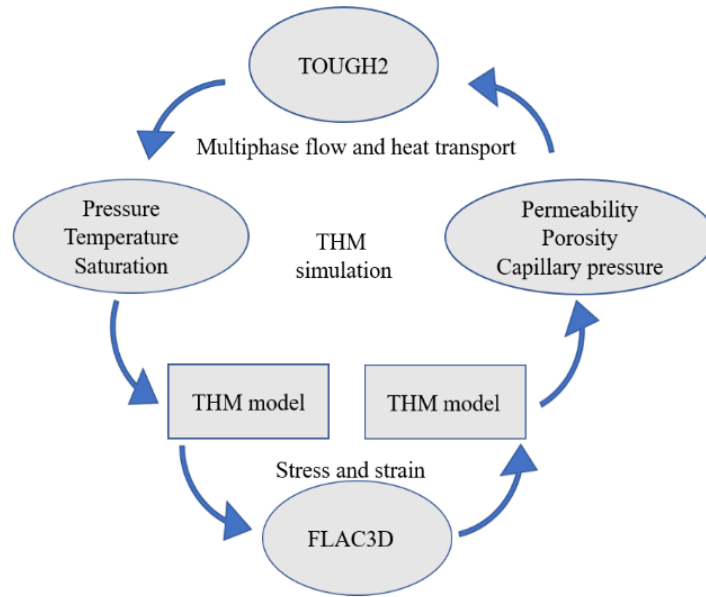 TOUGH2
Multiphase flow and heat transport
Pressure
Temperature
Saturation
THM
simulation
Permeability
Porosity
Capillary pressure
THM model
THM model
Stress and strain
FLAC3D